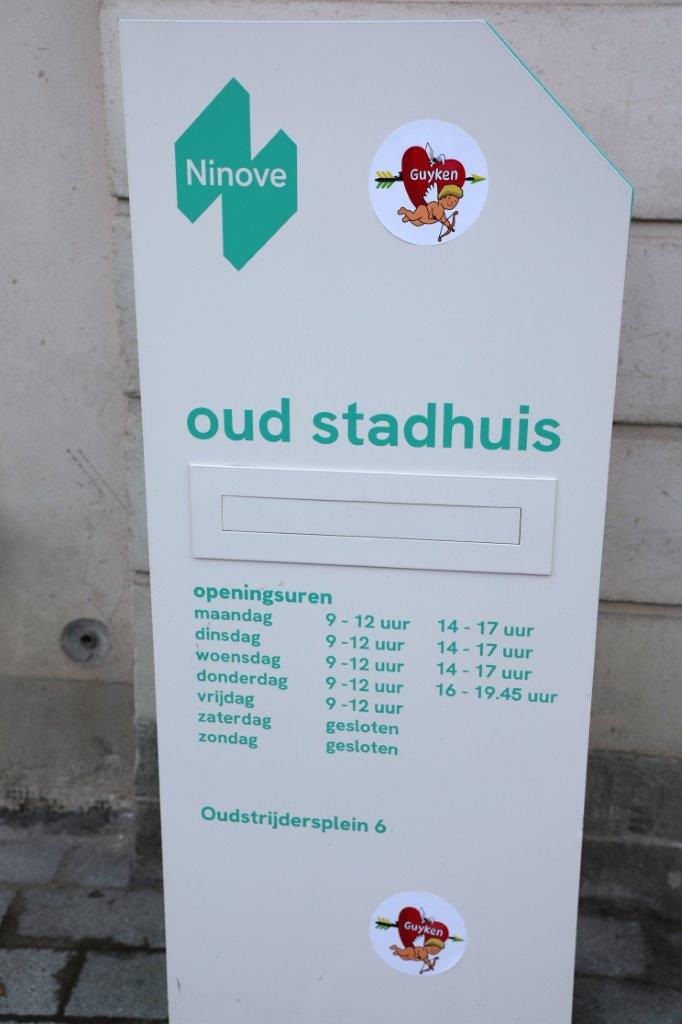 Ninove
Guyken
oud stadhuis
openingsuren
maandag 9 - 12 uur 14 - 17 uur
dinsdag 9 -12 uur 14 - 17 uur
woensdag 9 -12 uur 14 - 17 uur
donderdag 9 -12 uur 16 - 19.45 uur
vrijdag 9 -12 uur
zaterdag gesloten
zondag gesloten
Oudstrijdersplein 6
Guyken